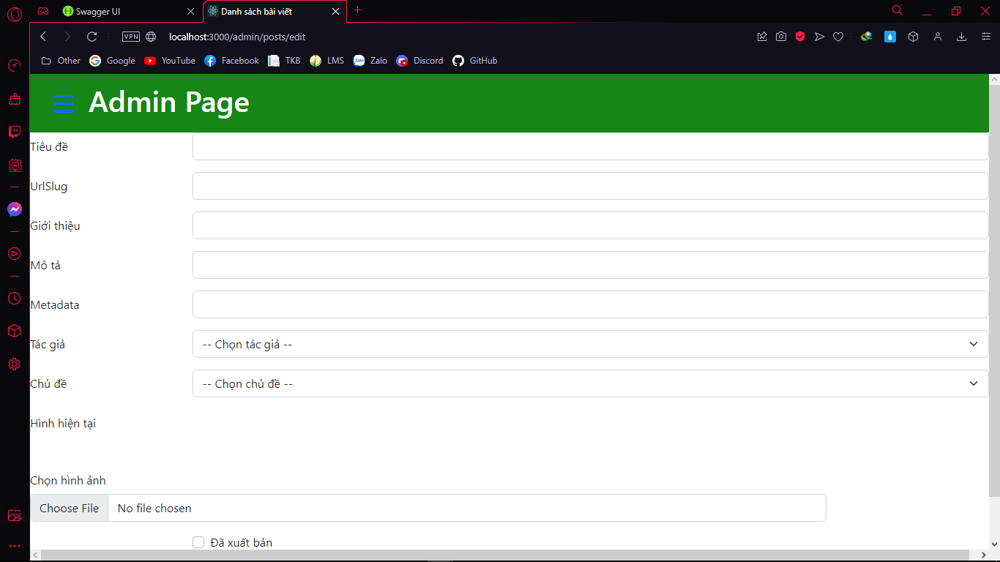 Swagger UI
Danh sách bài viết
VPN
localhost:3000/admin/posts/edit
Other Google YouTube Facebook TKB LMS Zalo Discord GitHub
Admin Page
Tiêu đề
UrlSlug
Giới thiệu
Mô tả
Metadata
Tác giả -- Chọn tác giả --
Chủ đề -- Chọn chủ đề --
Hình hiện tại
Chọn hình ảnh
Choose File No file chosen
Đã xuất bản